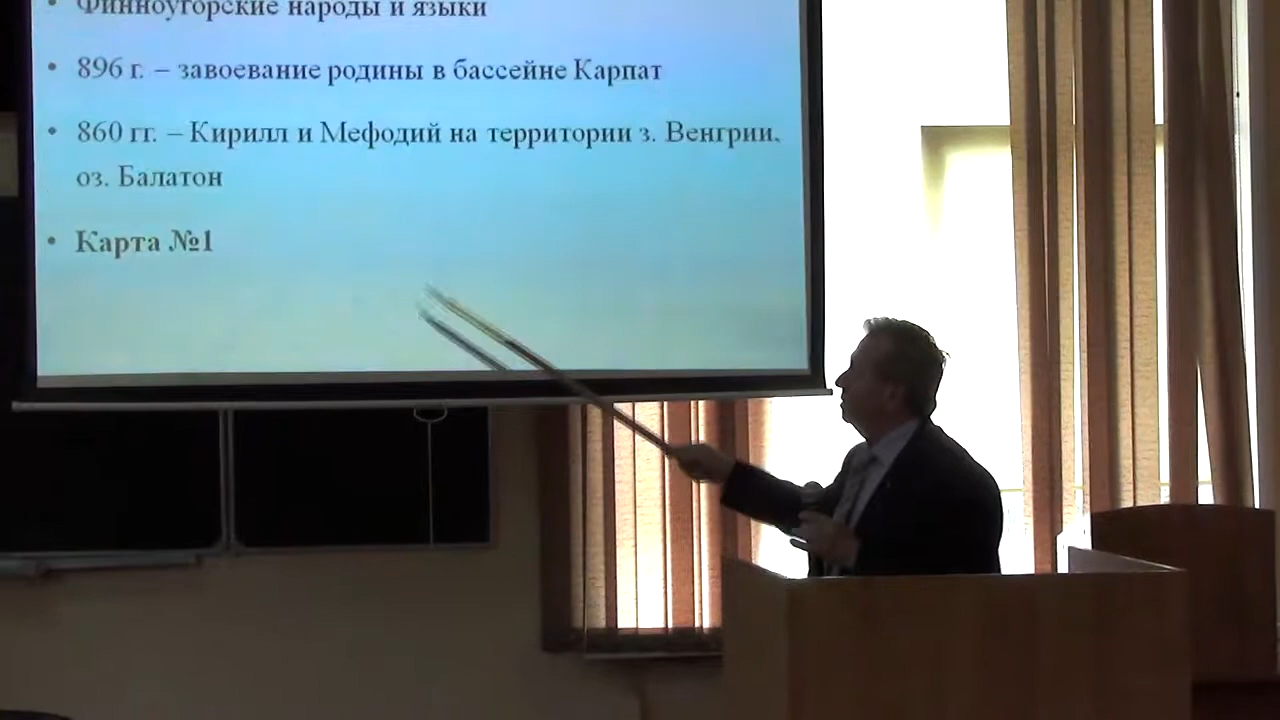 • Финноугорские народы и языки
• 896 г. – завоевание родины в бассейне Карпат
• 860 гг. – Кирилл и Мефодий на территории з. Венгрии,
оз. Балатон
• Карта №1